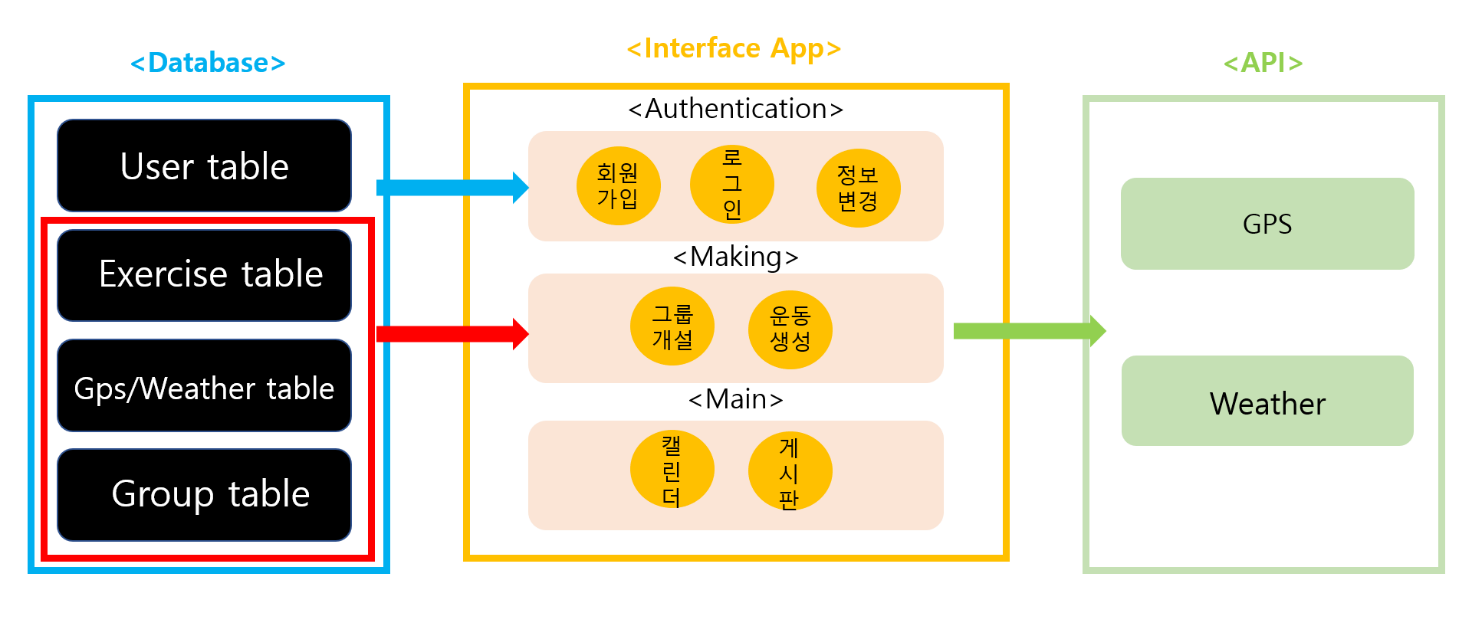 <Database>
User table
Exercise table
Gps/Weather table
Group table
<Interface App>
<Authentication>
회원
가입
로
그
인
정보
변경
<Making>
그룹
개설
운동
생성
<Main>
캘
린
더
게
시
판
<API>
GPS
Weather